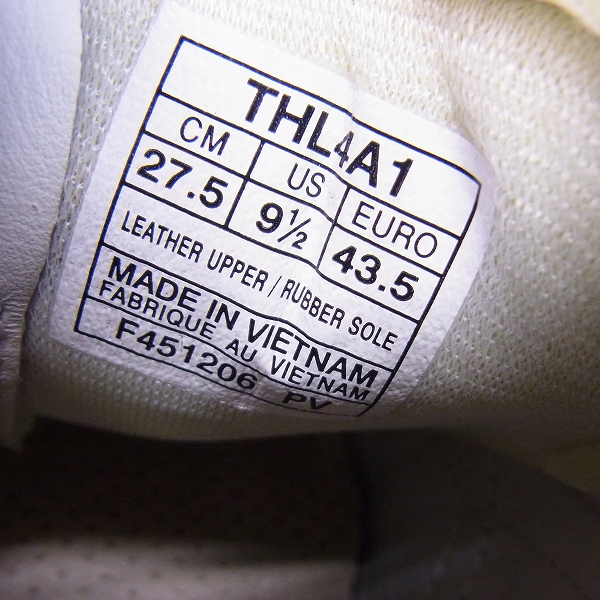 THL4A1
CM US EURO
27.5 9½ 43.5
LEATHER UPPER / RUBBER SOLE
MADE IN VIETNAM
FABRIQUE AU VIETNAM
F451206 PV